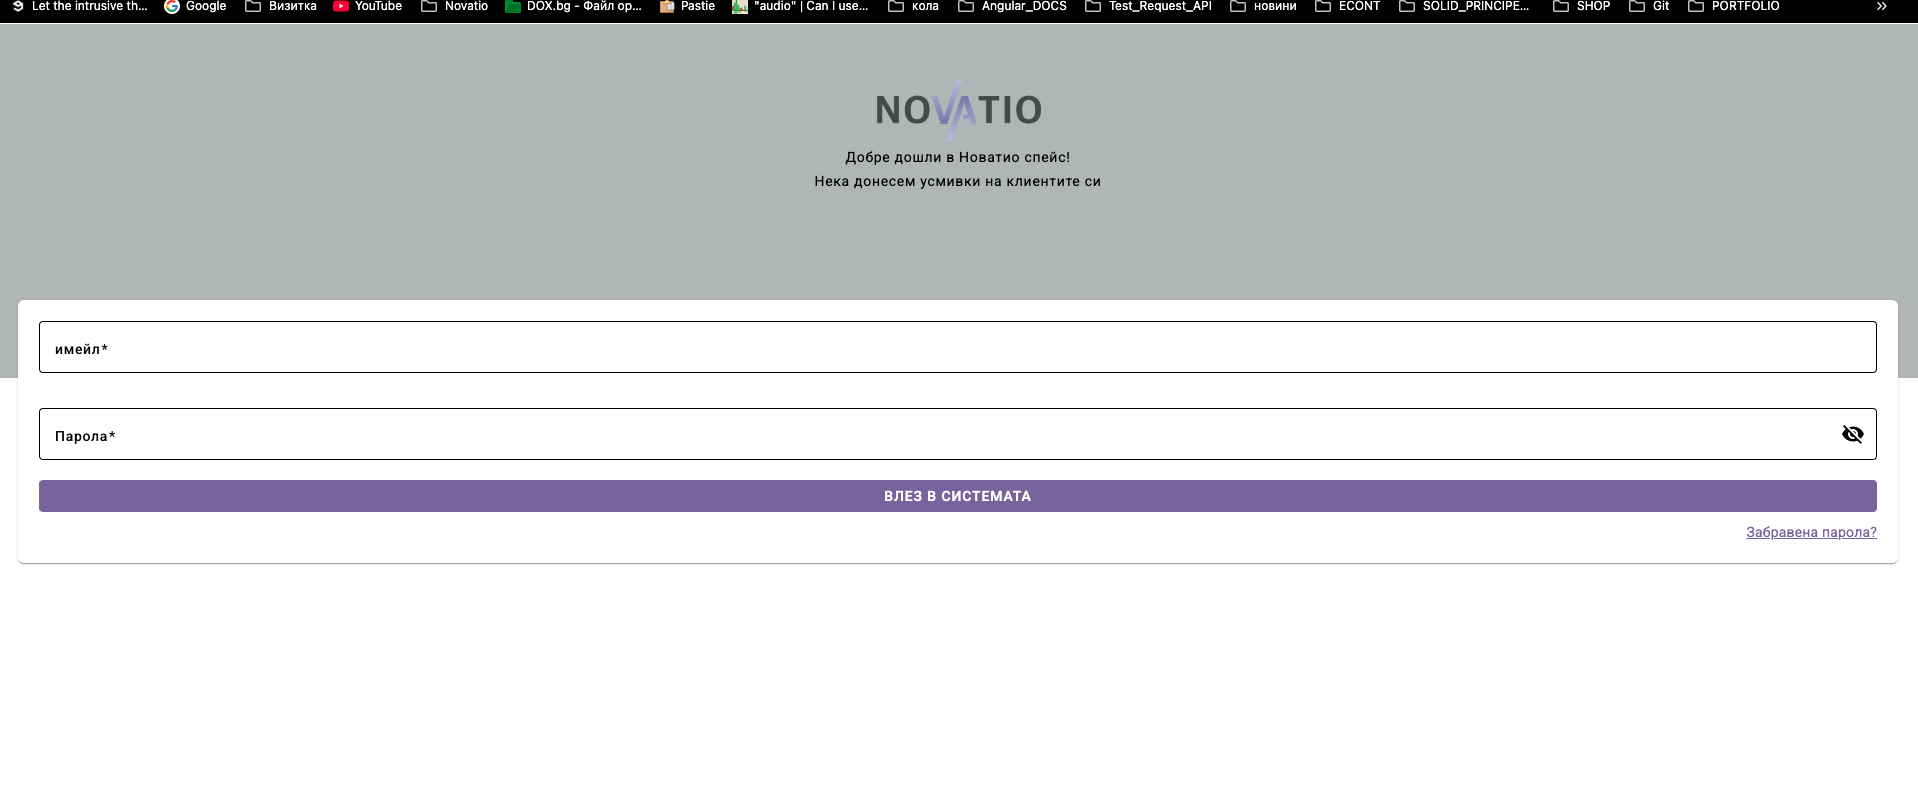 Let the intrusive th... Google Визитка YouTube Novatio DOX.bg - Файл ор... Pastie "audio" | Can I use... кола Angular_DOCS Test_Request_API новини ECONT SOLID_PRINCIPE... SHOP Git PORTFOLIO »
NOVATIO
Добре дошли в Новатио спейс!
Нека донесем усмивки на клиентите си
имейл*
Парола*
ВЛЕЗ В СИСТЕМАТА
Забравена парола?